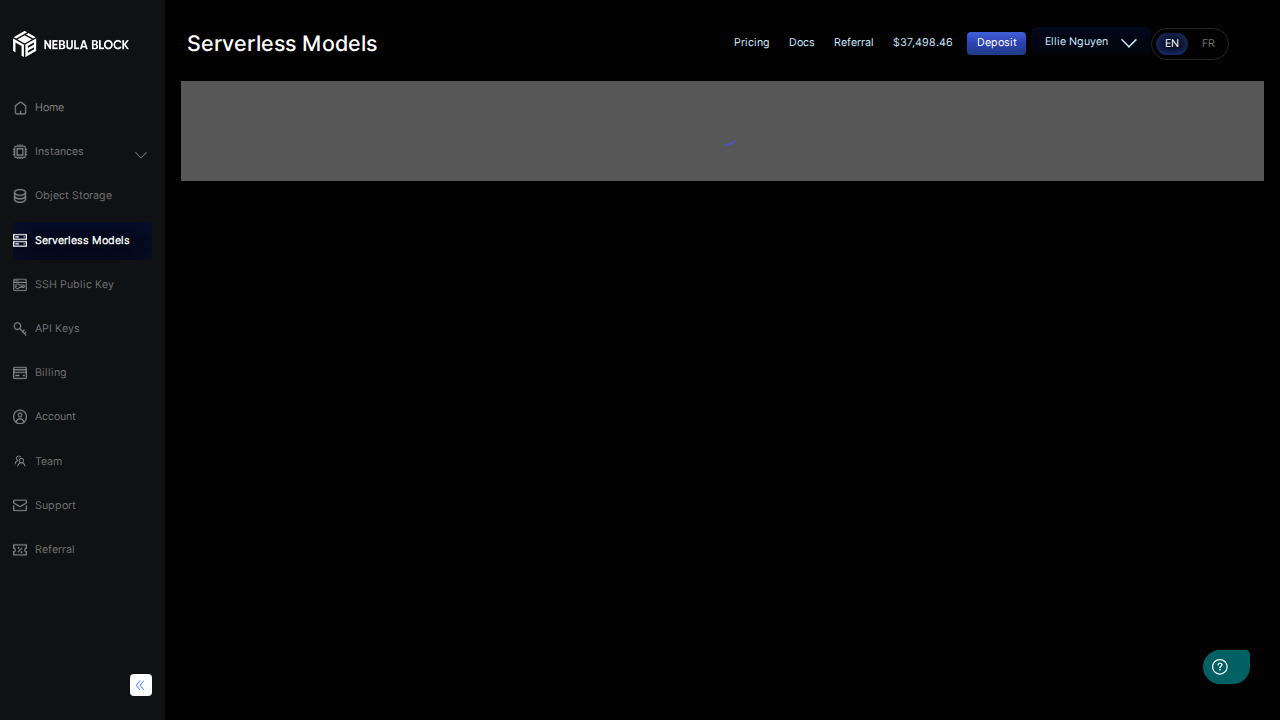 NEBULA BLOCK
Home
Instances
Object Storage
Serverless Models
SSH Public Key
API Keys
Billing
Account
Team
Support
Referral
Serverless Models
Pricing
Docs
Referral
$37,498.46
Deposit
Ellie Nguyen
EN
FR